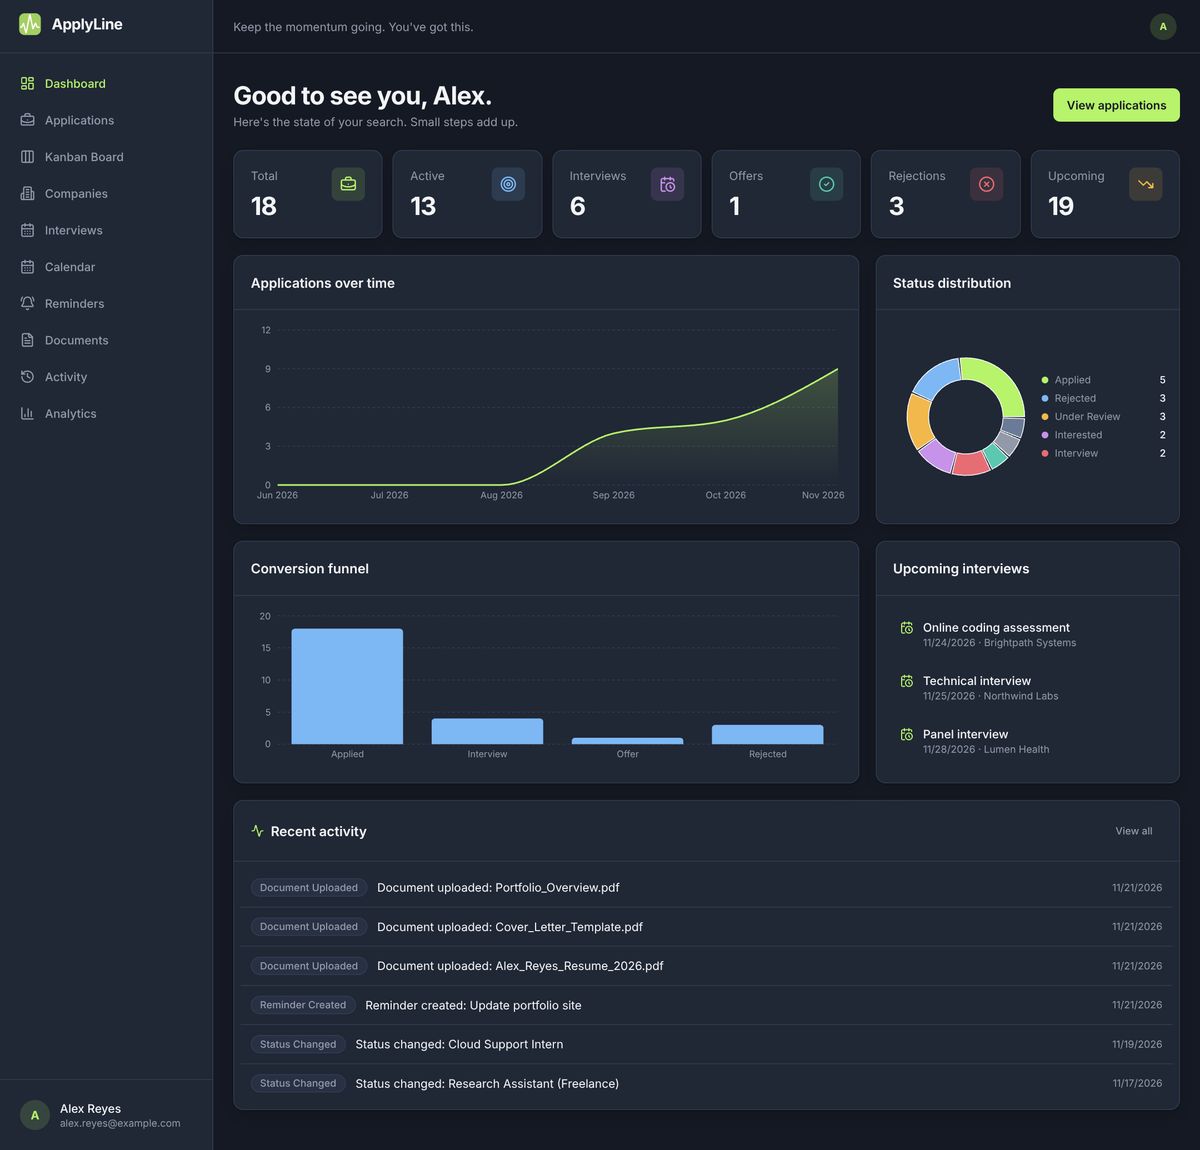 ApplyLine
Keep the momentum going. You've got this.
A
Dashboard
Applications
Kanban Board
Companies
Interviews
Calendar
Reminders
Documents
Activity
Analytics
A
Alex Reyes
alex.reyes@example.com
Good to see you, Alex.
Here's the state of your search. Small steps add up.
View applications
Total
18
Active
13
Interviews
6
Offers
1
Rejections
3
Upcoming
19
Applications over time
12
9
6
3
0
Jun 2026 Jul 2026 Aug 2026 Sep 2026 Oct 2026 Nov 2026
Status distribution
Applied 5
Rejected 3
Under Review 3
Interested 2
Interview 2
Conversion funnel
20
15
10
5
0
Applied Interview Offer Rejected
Upcoming interviews
Online coding assessment
11/24/2026 · Brightpath Systems
Technical interview
11/25/2026 · Northwind Labs
Panel interview
11/28/2026 · Lumen Health
Recent activity View all
Document Uploaded Document uploaded: Portfolio_Overview.pdf 11/21/2026
Document Uploaded Document uploaded: Cover_Letter_Template.pdf 11/21/2026
Document Uploaded Document uploaded: Alex_Reyes_Resume_2026.pdf 11/21/2026
Reminder Created Reminder created: Update portfolio site 11/21/2026
Status Changed Status changed: Cloud Support Intern 11/19/2026
Status Changed Status changed: Research Assistant (Freelance) 11/17/2026